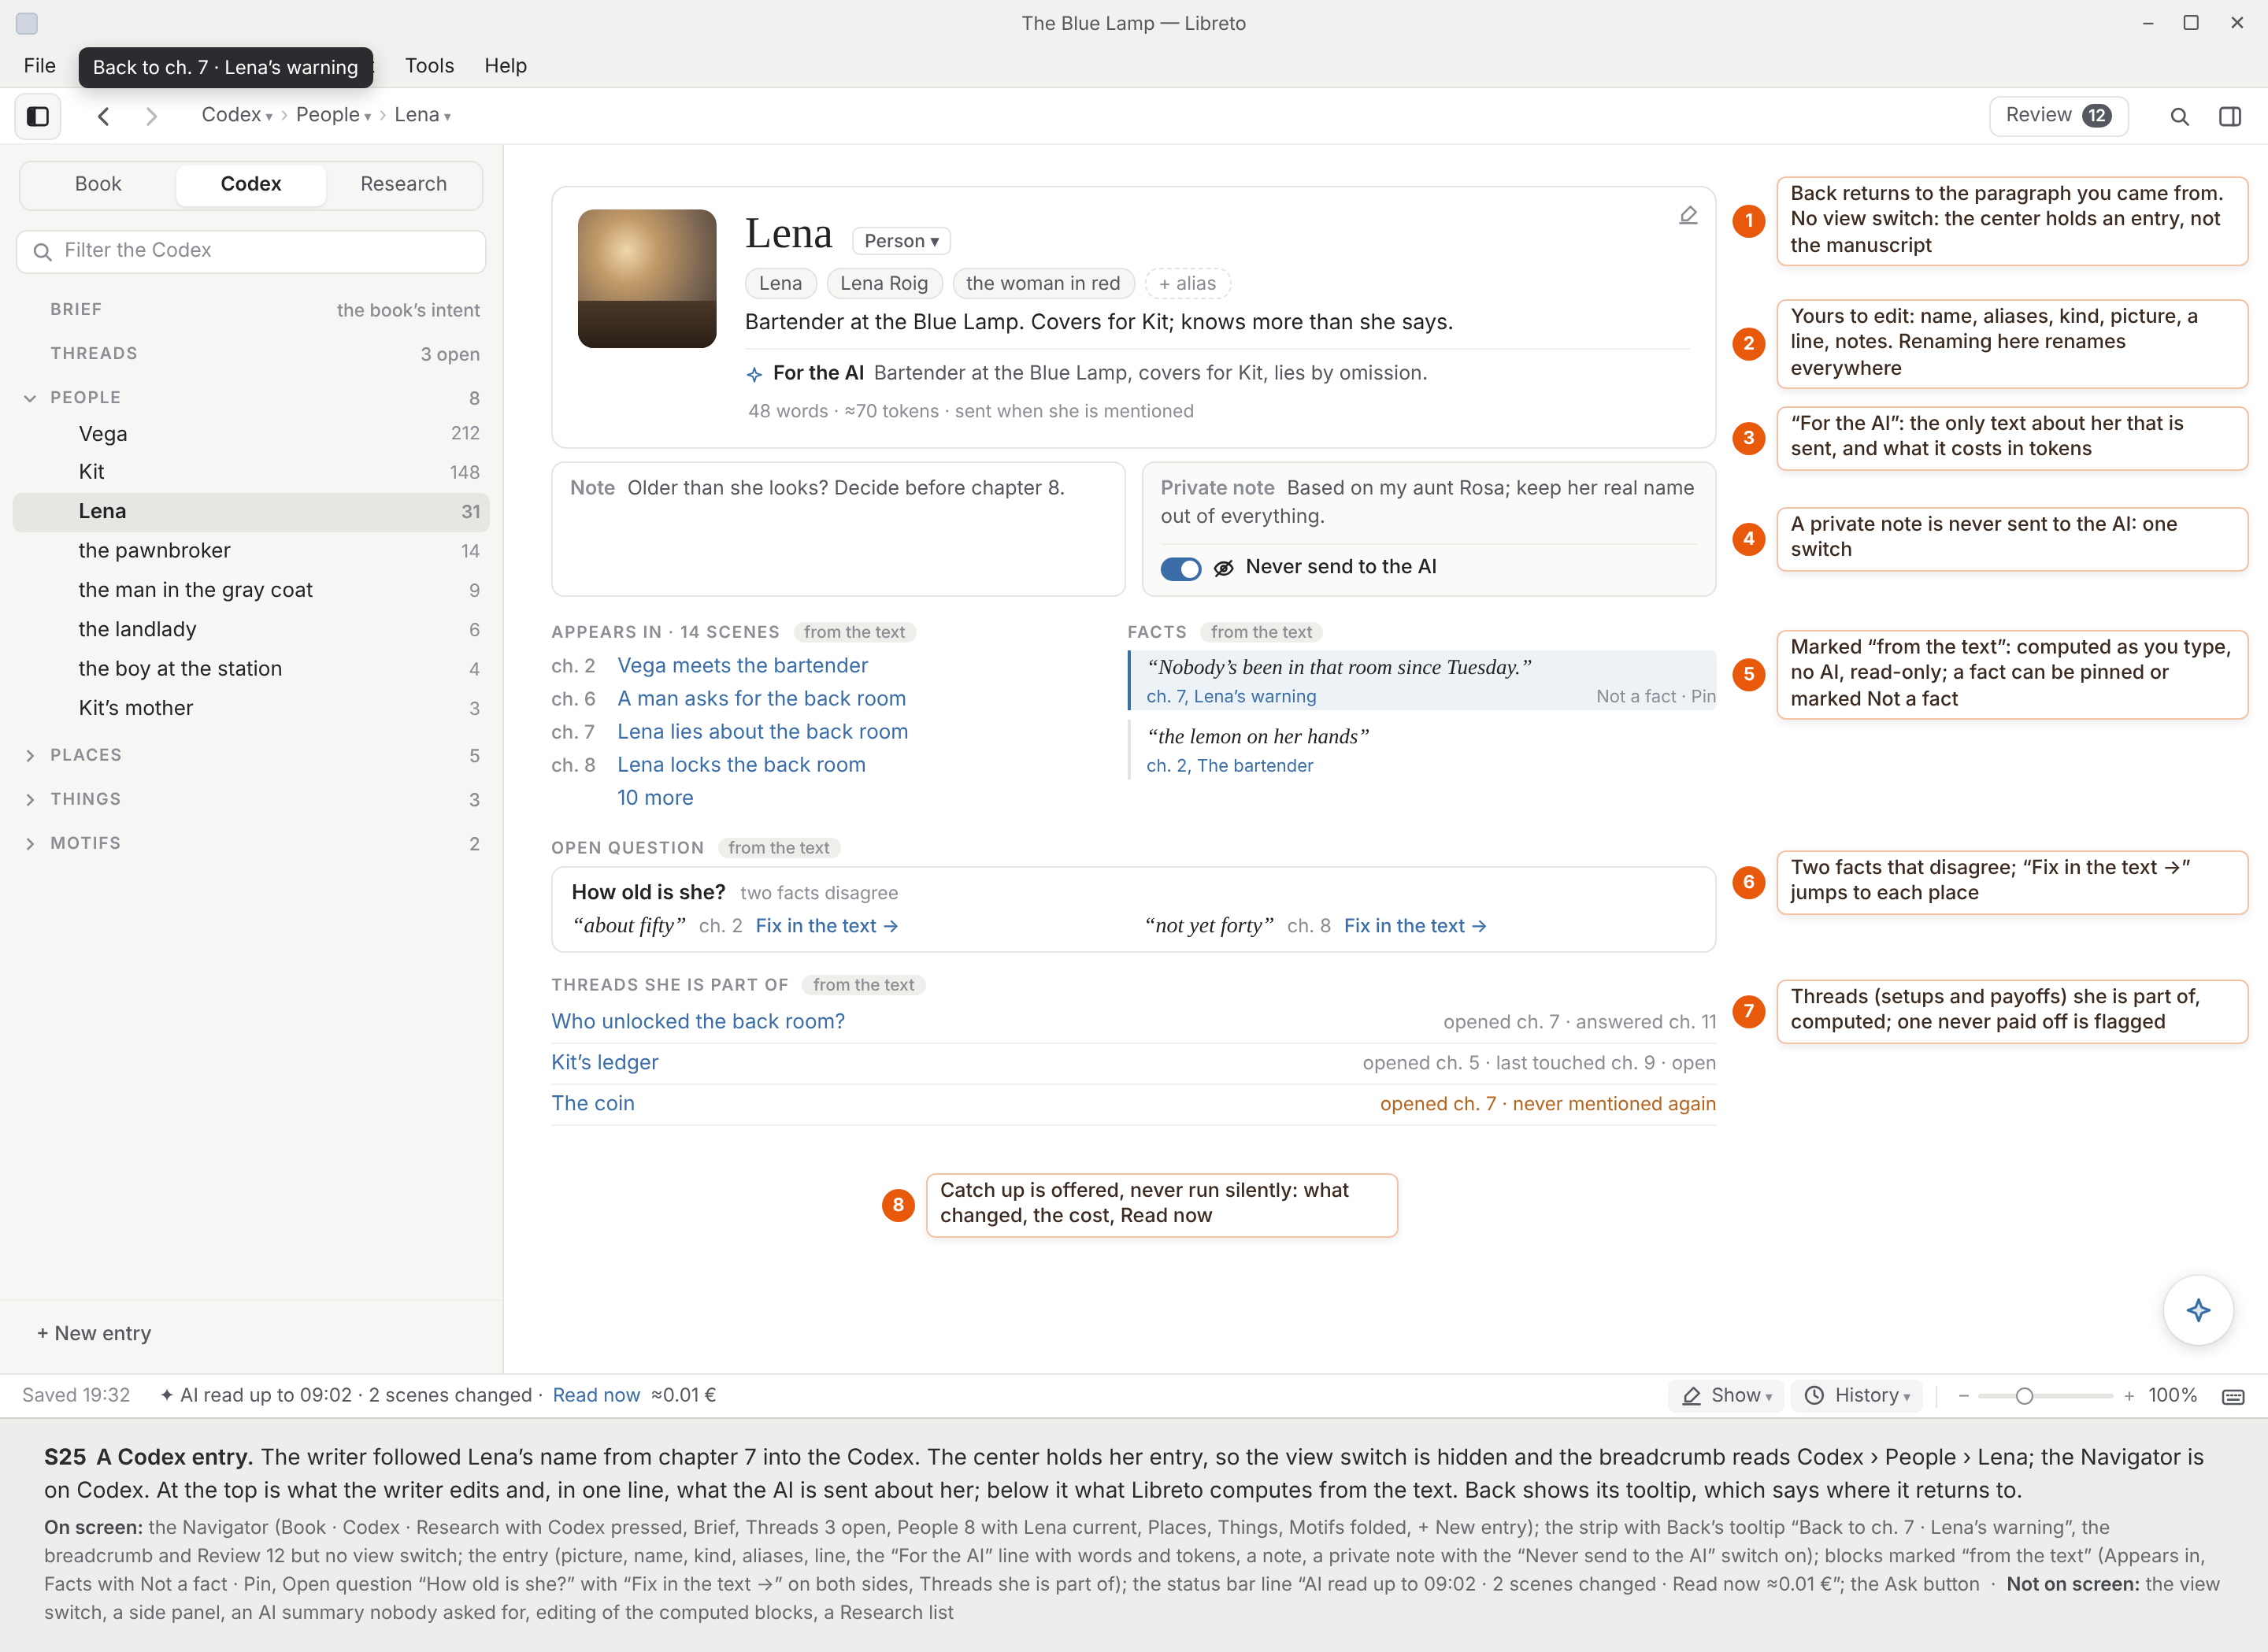 The Blue Lamp — Libreto
File
Back to ch. 7 · Lena’s warning
Tools
Help
Codex ▾ › People ▾ › Lena ▾
Review 12
Book
Codex
Research
Filter the Codex
BRIEF the book’s intent
THREADS 3 open
PEOPLE 8
Vega 212
Kit 148
Lena 31
the pawnbroker 14
the man in the gray coat 9
the landlady 6
the boy at the station 4
Kit’s mother 3
PLACES 5
THINGS 3
MOTIFS 2
+ New entry
Lena Person ▾
Lena
Lena Roig
the woman in red
+ alias
Bartender at the Blue Lamp. Covers for Kit; knows more than she says.
For the AI Bartender at the Blue Lamp, covers for Kit, lies by omission.
48 words · ≈70 tokens · sent when she is mentioned
Note Older than she looks? Decide before chapter 8.
Private note Based on my aunt Rosa; keep her real name
out of everything.
Never send to the AI
APPEARS IN · 14 SCENES from the text
ch. 2 Vega meets the bartender
ch. 6 A man asks for the back room
ch. 7 Lena lies about the back room
ch. 8 Lena locks the back room
10 more
FACTS from the text
“Nobody’s been in that room since Tuesday.”
ch. 7, Lena’s warning Not a fact · Pin
“the lemon on her hands”
ch. 2, The bartender
OPEN QUESTION from the text
How old is she? two facts disagree
“about fifty” ch. 2 Fix in the text →
“not yet forty” ch. 8 Fix in the text →
THREADS SHE IS PART OF from the text
Who unlocked the back room? opened ch. 7 · answered ch. 11
Kit’s ledger opened ch. 5 · last touched ch. 9 · open
The coin opened ch. 7 · never mentioned again
1 Back returns to the paragraph you came from.
No view switch: the center holds an entry, not
the manuscript
2 Yours to edit: name, aliases, kind, picture, a
line, notes. Renaming here renames
everywhere
3 “For the AI”: the only text about her that is
sent, and what it costs in tokens
4 A private note is never sent to the AI: one
switch
5 Marked “from the text”: computed as you type,
no AI, read-only; a fact can be pinned or
marked Not a fact
6 Two facts that disagree; “Fix in the text →”
jumps to each place
7 Threads (setups and payoffs) she is part of,
computed; one never paid off is flagged
8 Catch up is offered, never run silently: what
changed, the cost, Read now
Saved 19:32 ✦ AI read up to 09:02 · 2 scenes changed · Read now ≈0.01 €
Show ▾ History ▾ − + 100%
S25 A Codex entry. The writer followed Lena’s name from chapter 7 into the Codex. The center holds her entry, so the view switch is hidden and the breadcrumb reads Codex › People › Lena; the Navigator is
on Codex. At the top is what the writer edits and, in one line, what the AI is sent about her; below it what Libreto computes from the text. Back shows its tooltip, which says where it returns to.
On screen: the Navigator (Book · Codex · Research with Codex pressed, Brief, Threads 3 open, People 8 with Lena current, Places, Things, Motifs folded, + New entry); the strip with Back’s tooltip “Back to ch. 7 · Lena’s warning”, the
breadcrumb and Review 12 but no view switch; the entry (picture, name, kind, aliases, line, the “For the AI” line with words and tokens, a note, a private note with the “Never send to the AI” switch on); blocks marked “from the text” (Appears in,
Facts with Not a fact · Pin, Open question “How old is she?” with “Fix in the text →” on both sides, Threads she is part of); the status bar line “AI read up to 09:02 · 2 scenes changed · Read now ≈0.01 €”; the Ask button · Not on screen: the view
switch, a side panel, an AI summary nobody asked for, editing of the computed blocks, a Research list